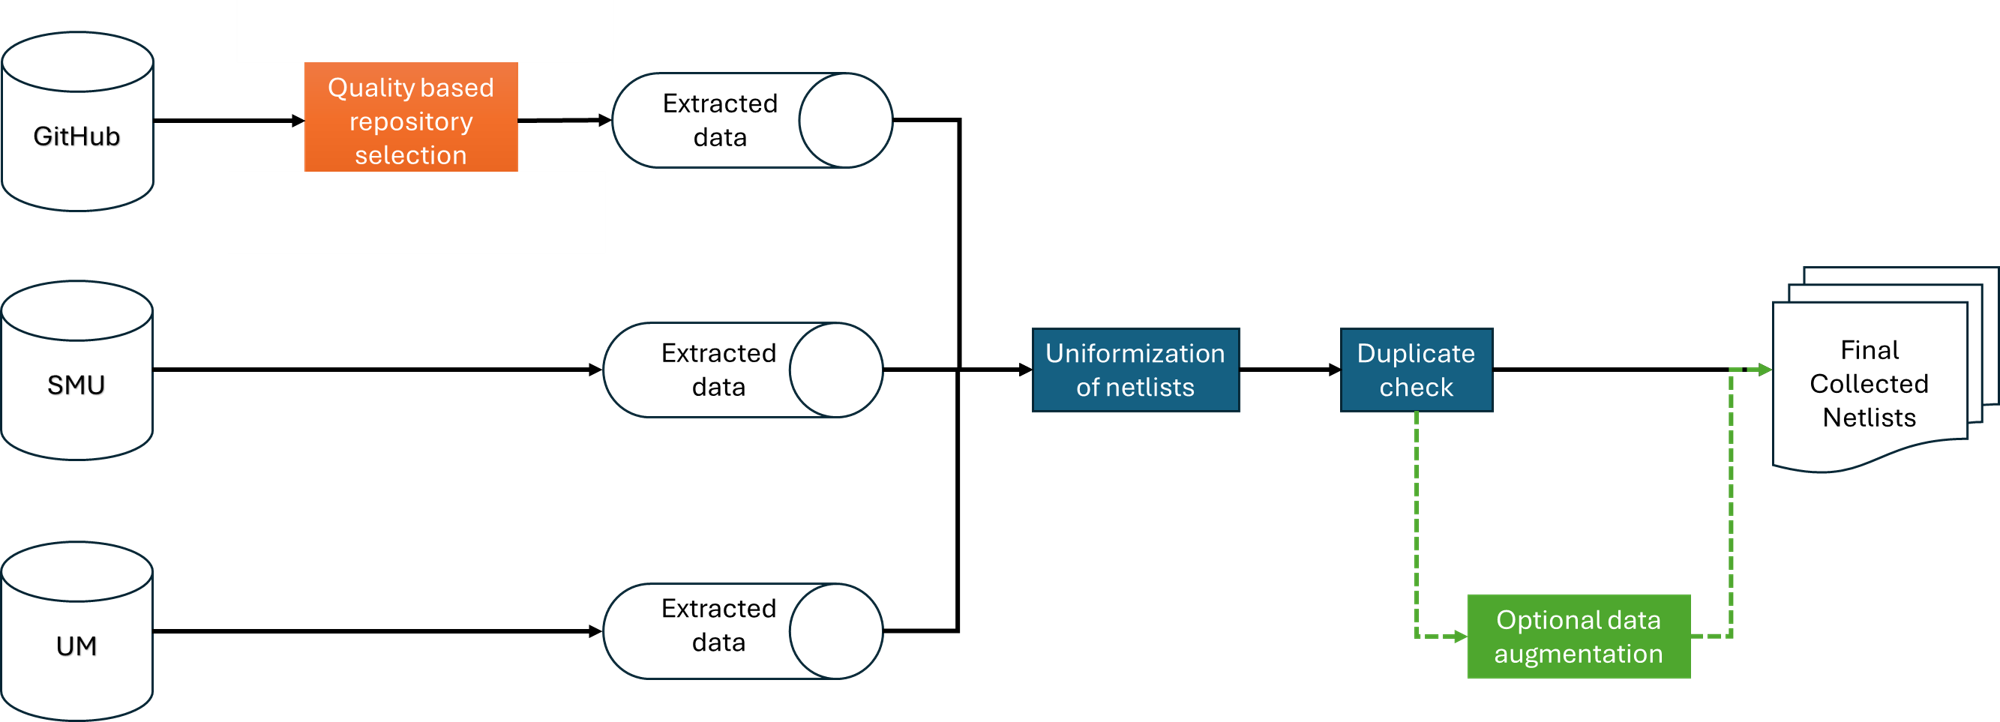 GitHub
Quality based
repository
selection
Extracted
data
SMU
Extracted
data
Uniformization
of netlists
Duplicate
check
Final
Collected
Netlists
UM
Extracted
data
Optional data
augmentation